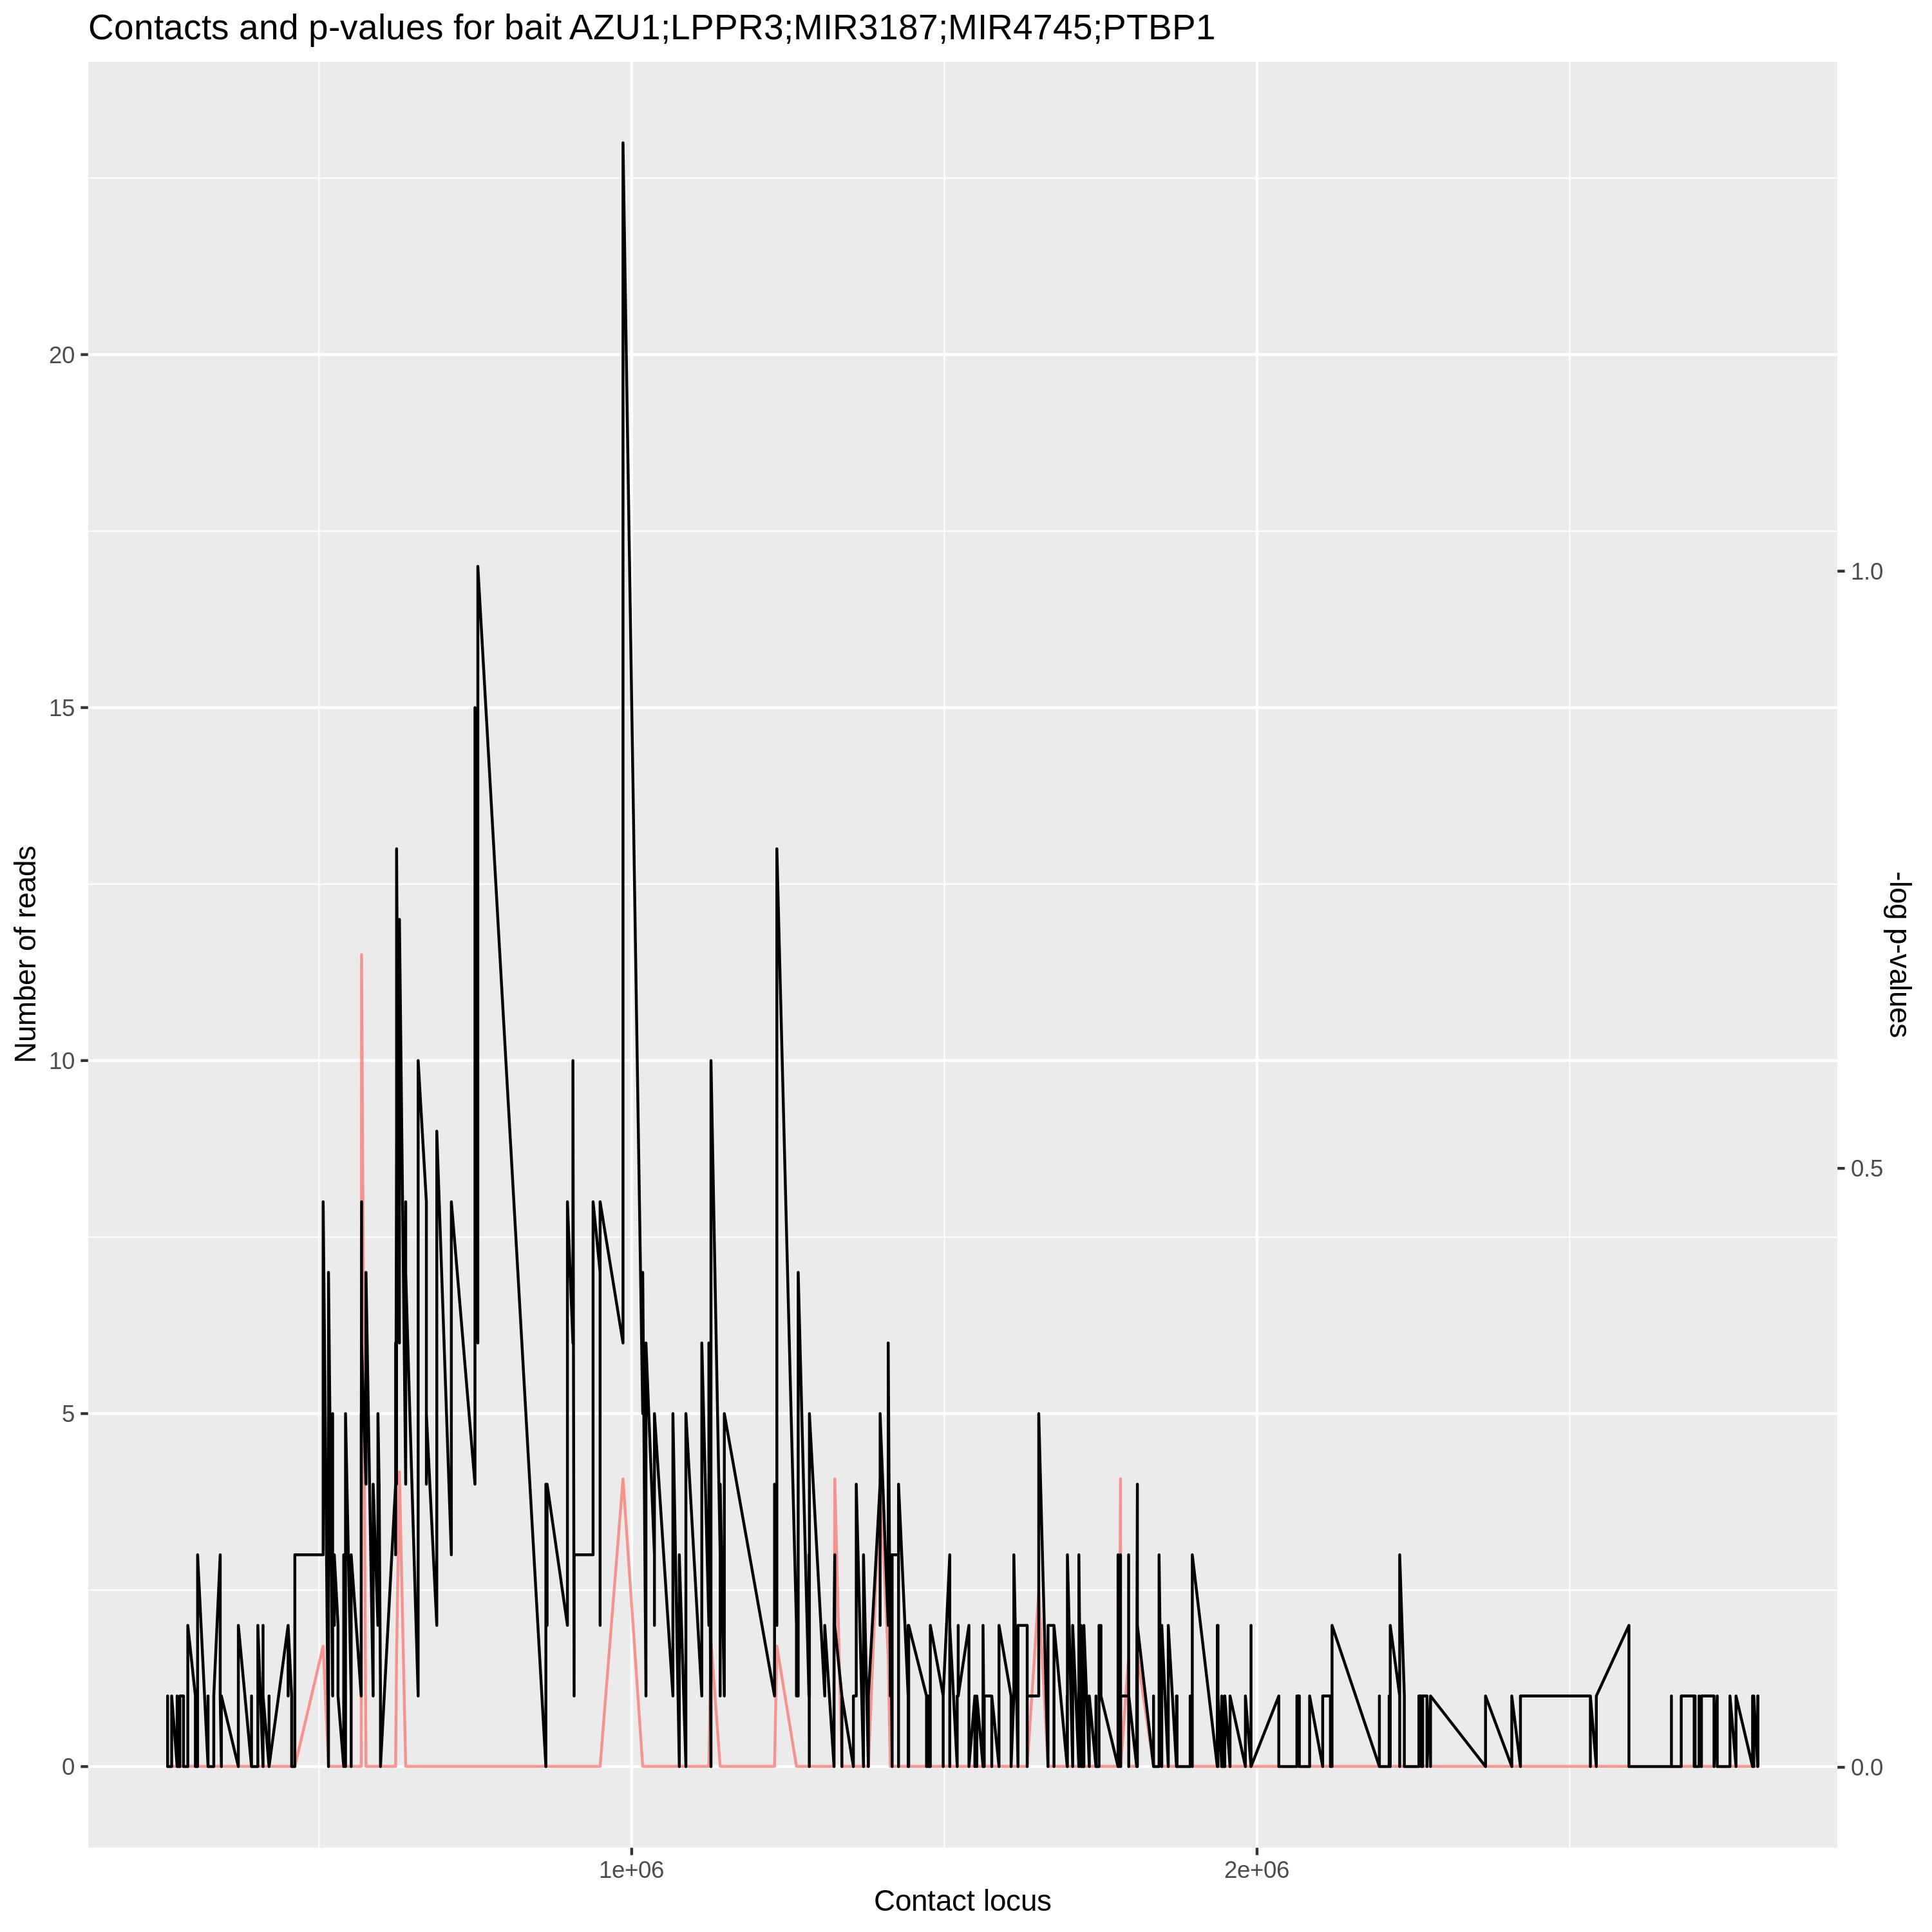 Contacts and p-values for bait AZU1;LPPR3;MIR3187;MIR4745;PTBP1
Number of reads
20
15
10
5
0
1.0
0.5
0.0
-log p-values
1e+06
2e+06
Contact locus